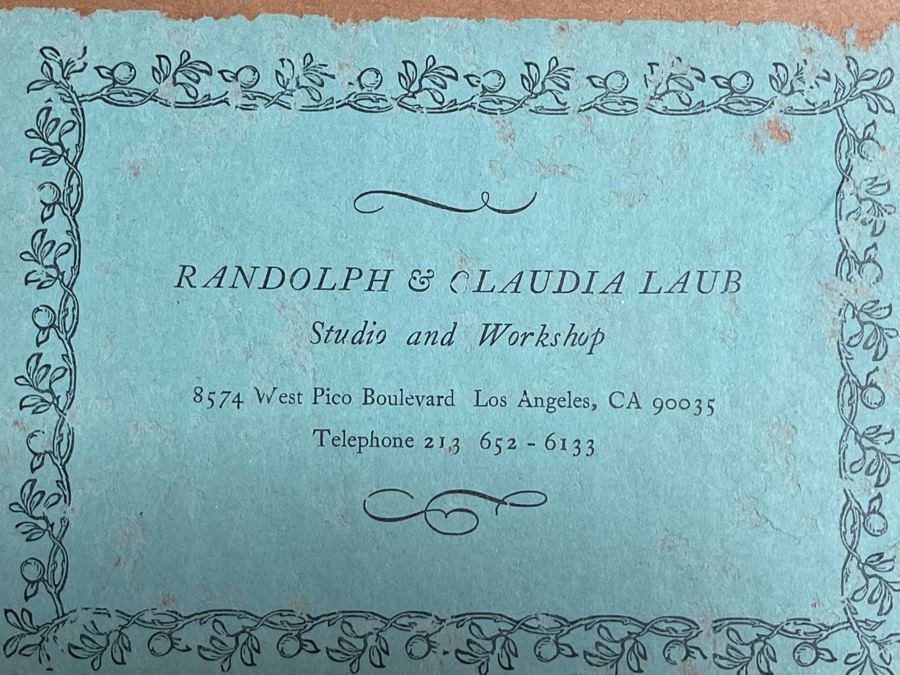 RANDOLPH & CLAUDIA LAUB
Studio and Workshop
8574 West Pico Boulevard Los Angeles, CA 90035
Telephone 213 652 - 6133